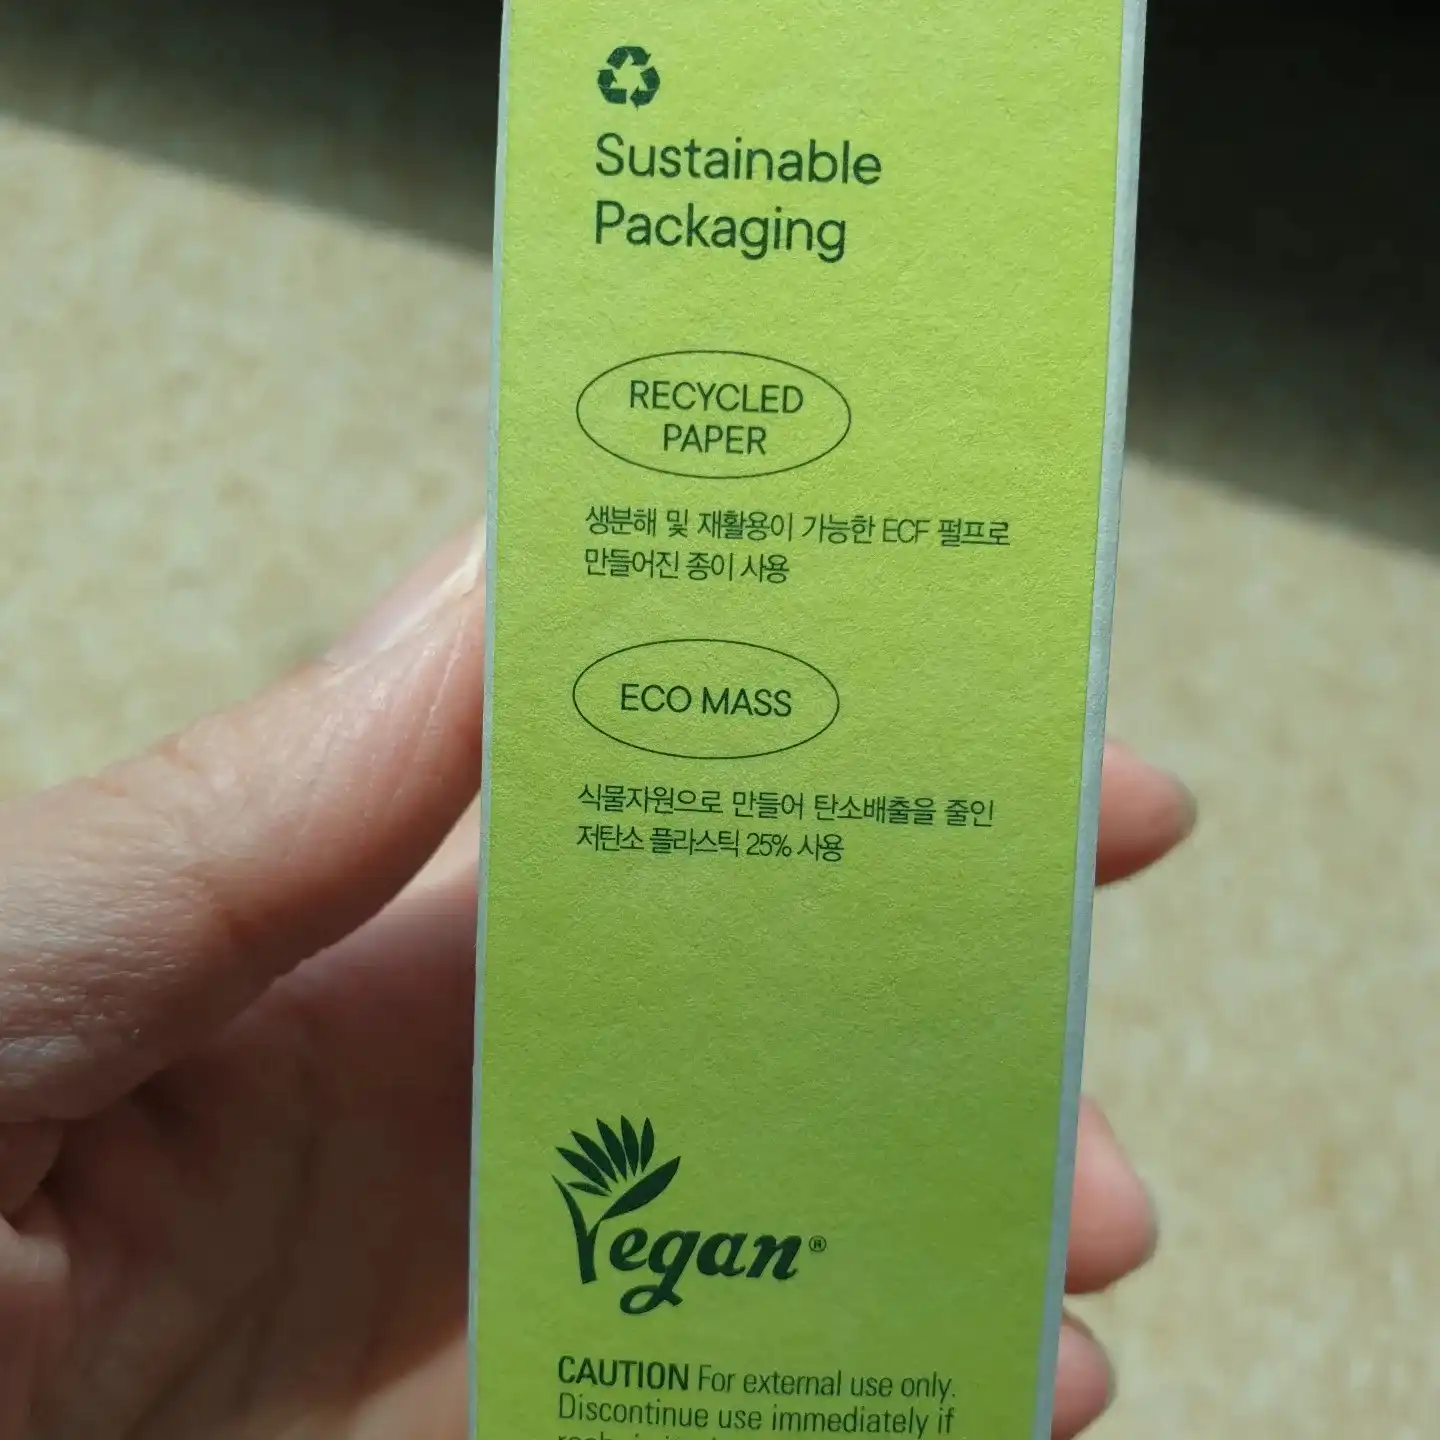 Sustainable
Packaging
RECYCLED
PAPER
생분해 및 재활용이 가능한 ECF 펄프로
만들어진 종이 사용
ECO MASS
식물자원으로 만들어 탄소배출을 줄인
저탄소 플라스틱 25% 사용
Vegan®
CAUTION For external use only.
Discontinue use immediately if